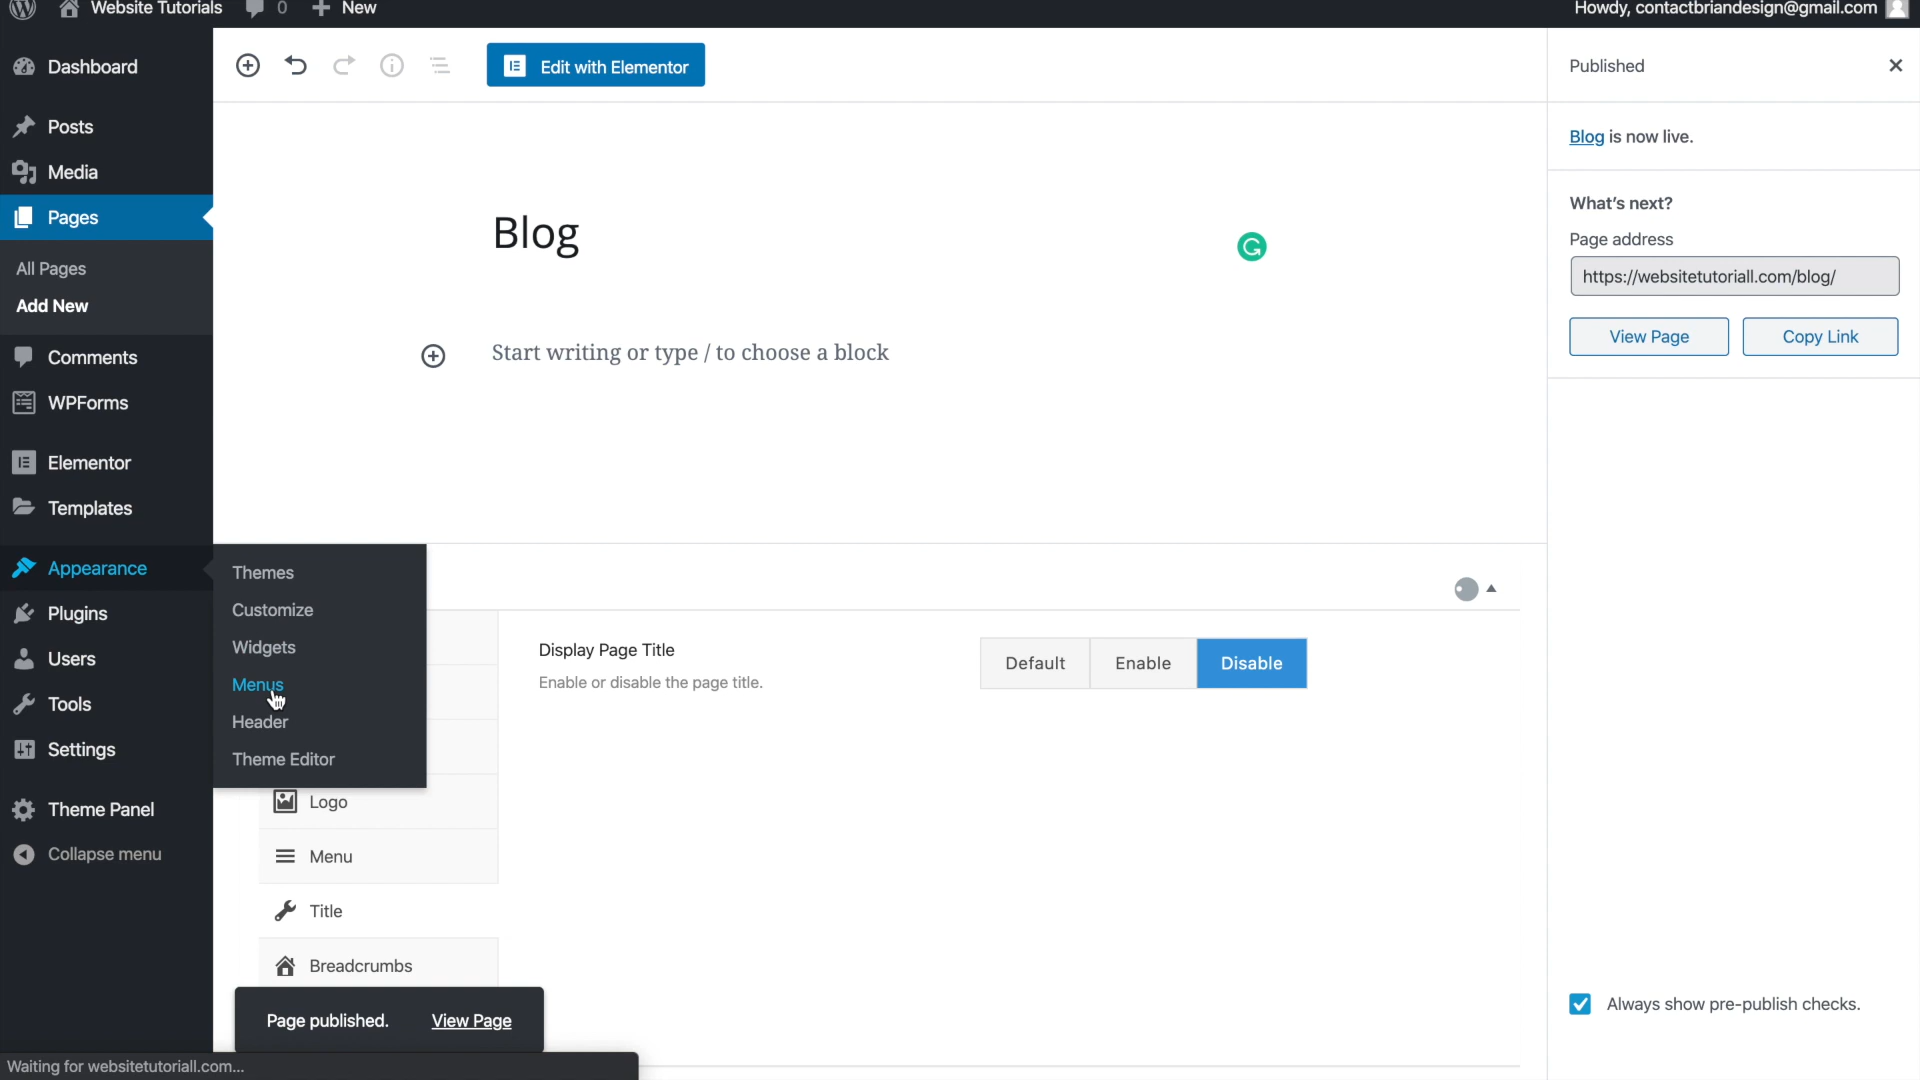 Website Tutorials 0 New Howdy, contactbriandesign@gmail.com
Dashboard
Posts
Media
Pages
All Pages
Add New
Comments
WPForms
Elementor
Templates
Appearance
Plugins
Users
Tools
Settings
Theme Panel
Collapse menu
Themes
Customize
Widgets
Menus
Header
Theme Editor
Edit with Elementor
Blog
Start writing or type / to choose a block
Display Page Title
Enable or disable the page title.
Default Enable Disable
Logo
Menu
Title
Breadcrumbs
Page published. View Page
Waiting for websitetutoriall.com...
Published
Blog is now live.
What's next?
Page address
https://websitetutoriall.com/blog/
View Page Copy Link
Always show pre-publish checks.